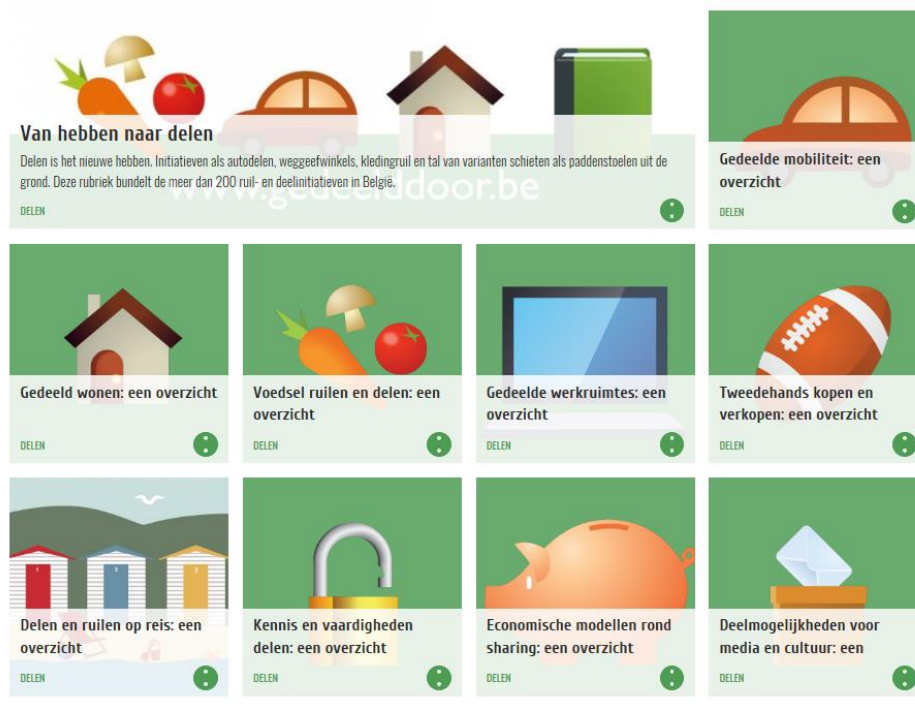 Van hebben naar delen
Delen is het nieuwe hebben. Initiatieven als autodelen, weggeefwinkels, kledingruil en tal van varianten schieten als paddenstoelen uit de
grond. Deze rubriek bundelt de meer dan 200 ruil- en deelinitiatieven in België.
www.gedeelddoor.be
DELEN
Gedeelde mobiliteit: een
overzicht
DELEN
Gedeeld wonen: een overzicht
DELEN
Voedsel ruilen en delen: een
overzicht
DELEN
Gedeelde werkruimtes: een
overzicht
DELEN
Tweedehands kopen en
verkopen: een overzicht
DELEN
Delen en ruilen op reis: een
overzicht
DELEN
Kennis en vaardigheden
delen: een overzicht
DELEN
Economische modellen rond
sharing: een overzicht
DELEN
Deelmogelijkheden voor
media en cultuur: een
DELEN